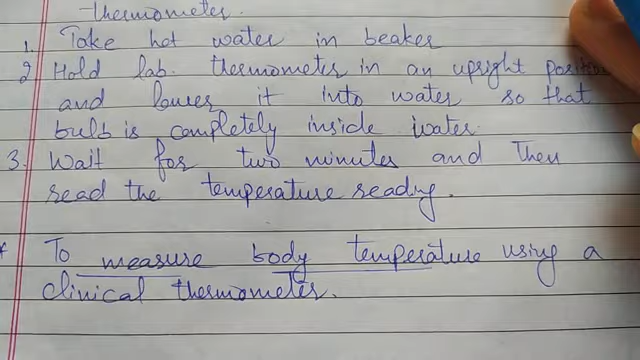 thermometer.
1. Take hot water in beaker
2 Hold lab. thermometer in an upright position
and lower it into water so that
bulb is completely inside water.
3. Wait for two minutes and then
read the temperature reading.
* To measure body temperature using a
clinical thermometer.